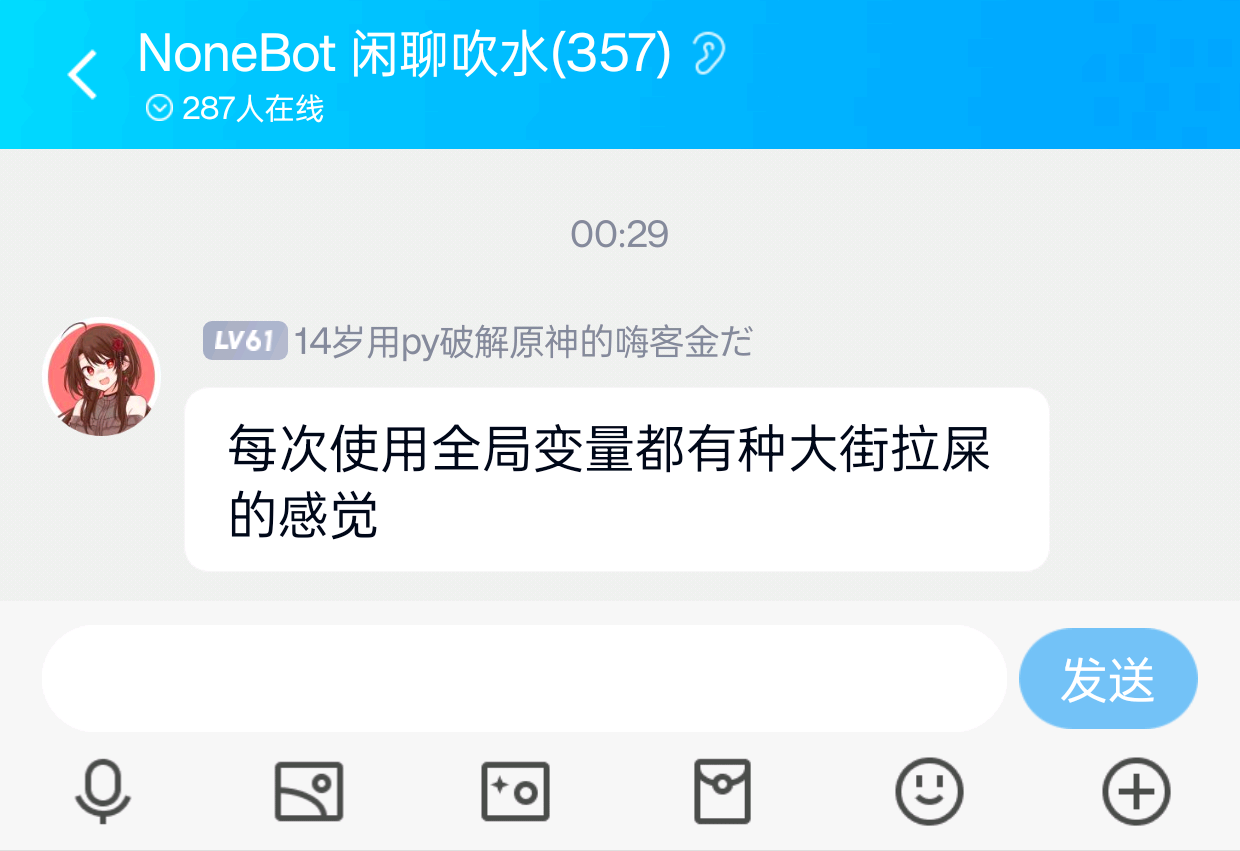 NoneBot 闲聊吹水(357)
287人在线
00:29
LV61 14岁用py破解原神的嗨客金だ
每次使用全局变量都有种大街拉屎
的感觉
发送